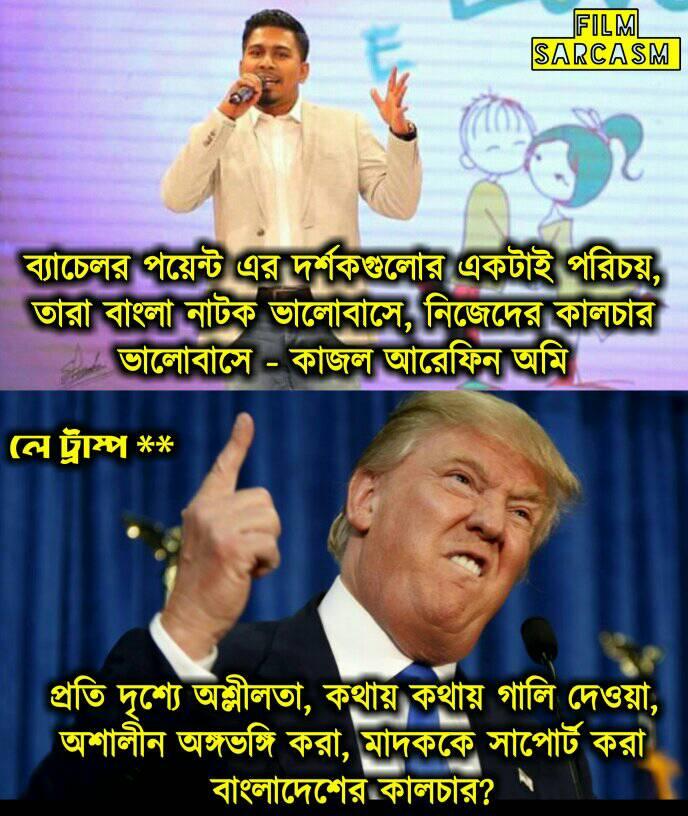 FILM
SARCASM
E
ব্যাচেলর পয়েন্ট এর দর্শকগুলোর একটাই পরিচয়,
তারা বাংলা নাটক ভালোবাসে, নিজেদের কালচার
ভালোবাসে - কাজল আরেফিন অমি
লে ট্রাম্প **
প্রতি দৃশ্যে অশ্লীলতা, কথায় কথায় গালি দেওয়া,
অশালীন অঙ্গভঙ্গি করা, মাদককে সাপোর্ট করা
বাংলাদেশের কালচার?